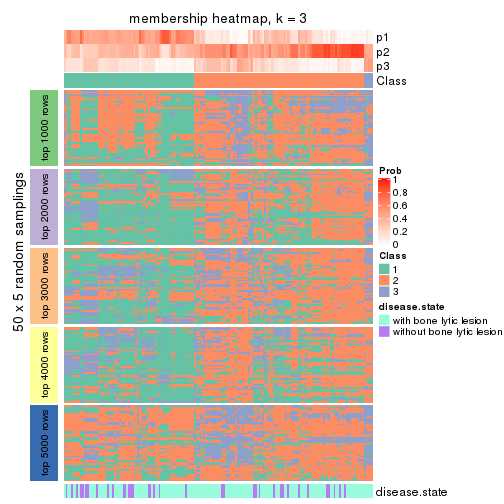 membership heatmap, k = 3
p1
p2
p3
Class
50 x 5 random samplings
top 1000 rows
top 2000 rows
top 3000 rows
top 4000 rows
top 5000 rows
disease.state
Prob
1
0.8
0.6
0.4
0.2
0
Class
1
2
3
disease.state
with bone lytic lesion
without bone lytic lesion